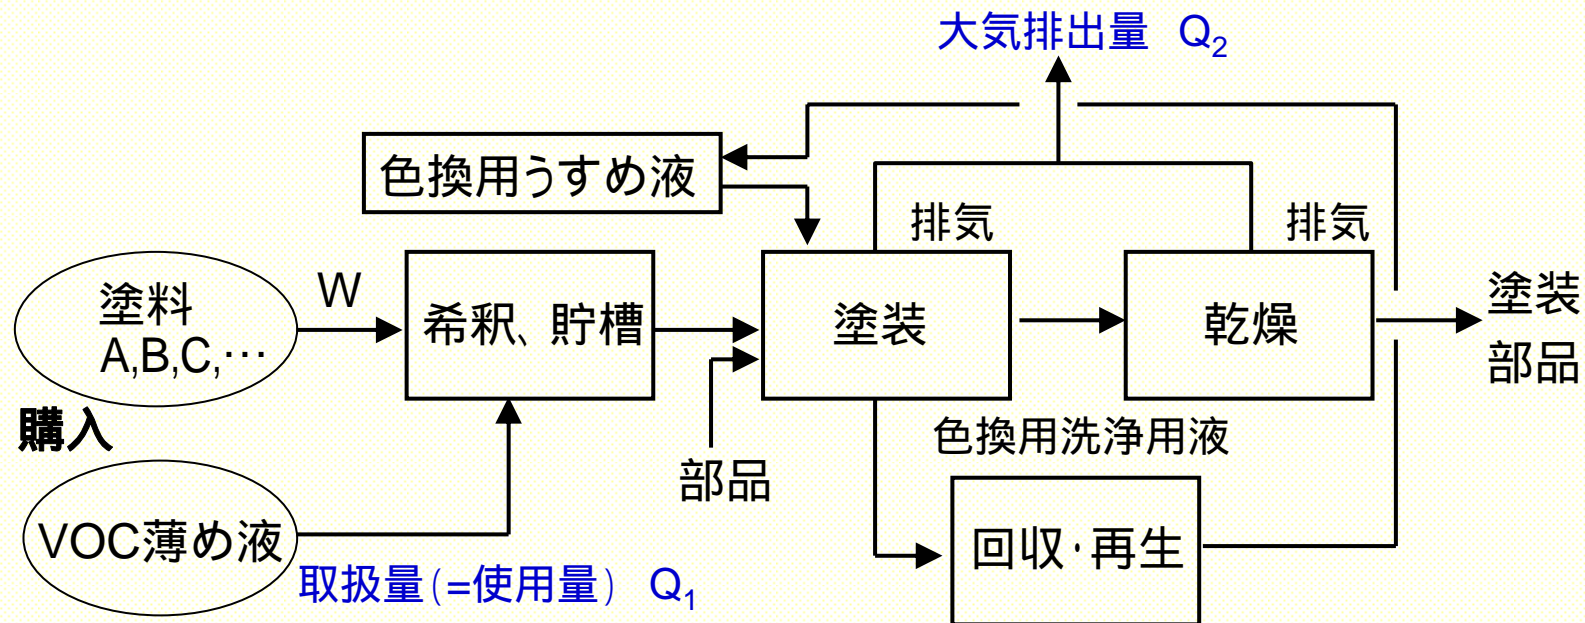 大気排出量 Q2
色換用うすめ液
排気
排気
塗料
A,B,C,…
W
希釈、貯槽
塗装
乾燥
塗装
部品
購入
色換用洗浄用液
部品
VOC薄め液
回収・再生
取扱量(=使用量) Q1